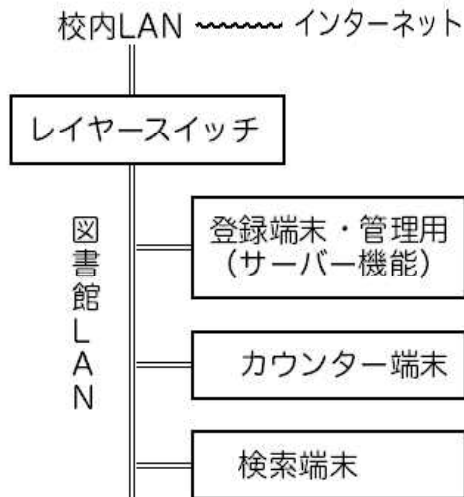 校内LAN インターネット
レイヤースイッチ
図書館LAN
登録端末・管理用
(サーバー機能)
カウンター端末
検索端末